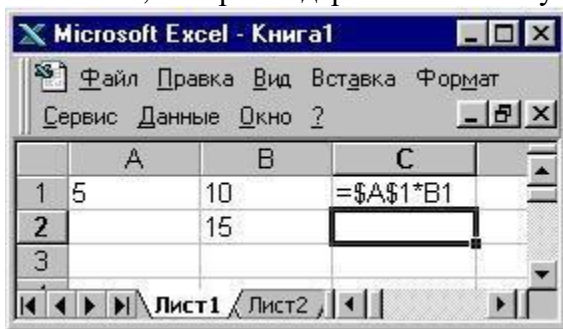 Microsoft Excel - Книга1
Файл Правка Вид Вставка Формат
Сервис Данные Окно ?
A B C
1 5 10 =$A$1*B1
2 15
3
Лист1 Лист2